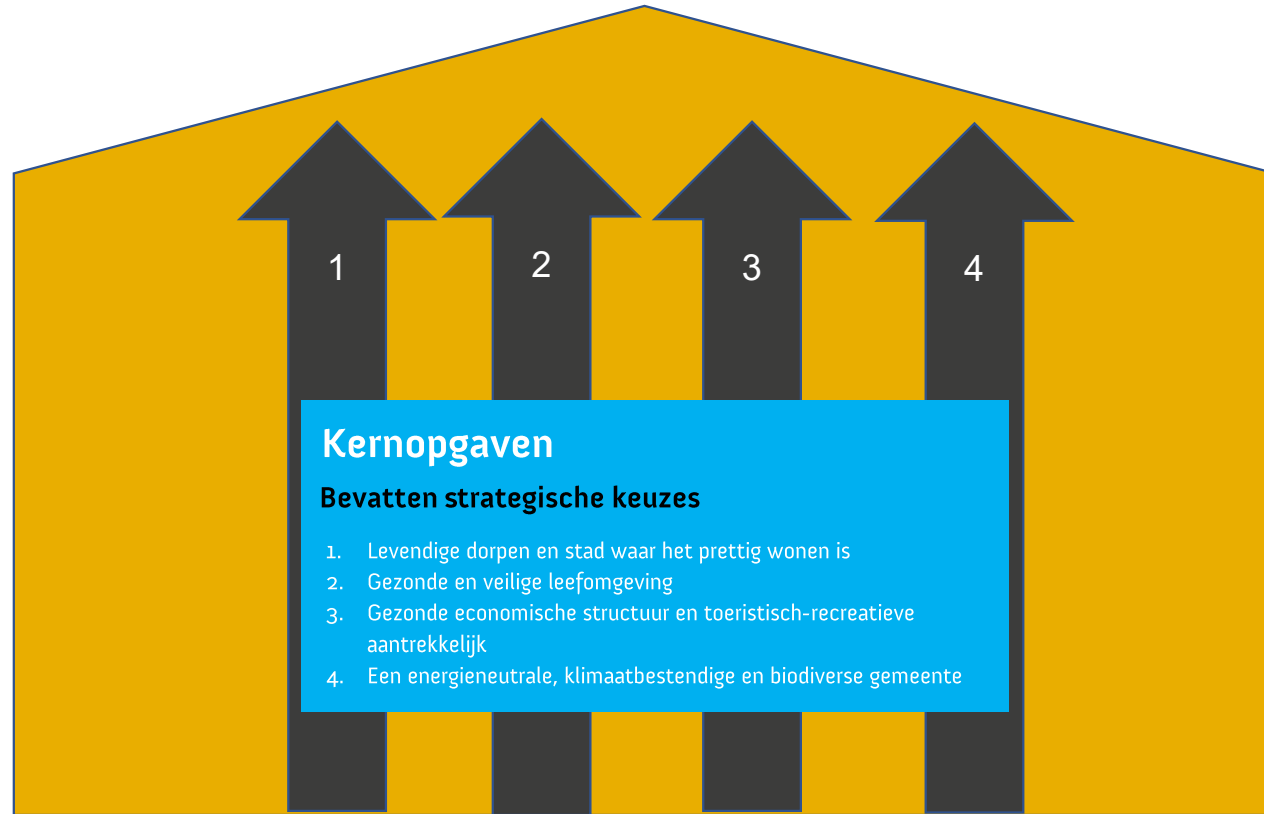 1
2
3
4
Kernopgaven
Bevatten strategische keuzes
1. Levendige dorpen en stad waar het prettig wonen is
2. Gezonde en veilige leefomgeving
3. Gezonde economische structuur en toeristisch-recreatieve
aantrekkelijk
4. Een energieneutrale, klimaatbestendige en biodiverse gemeente